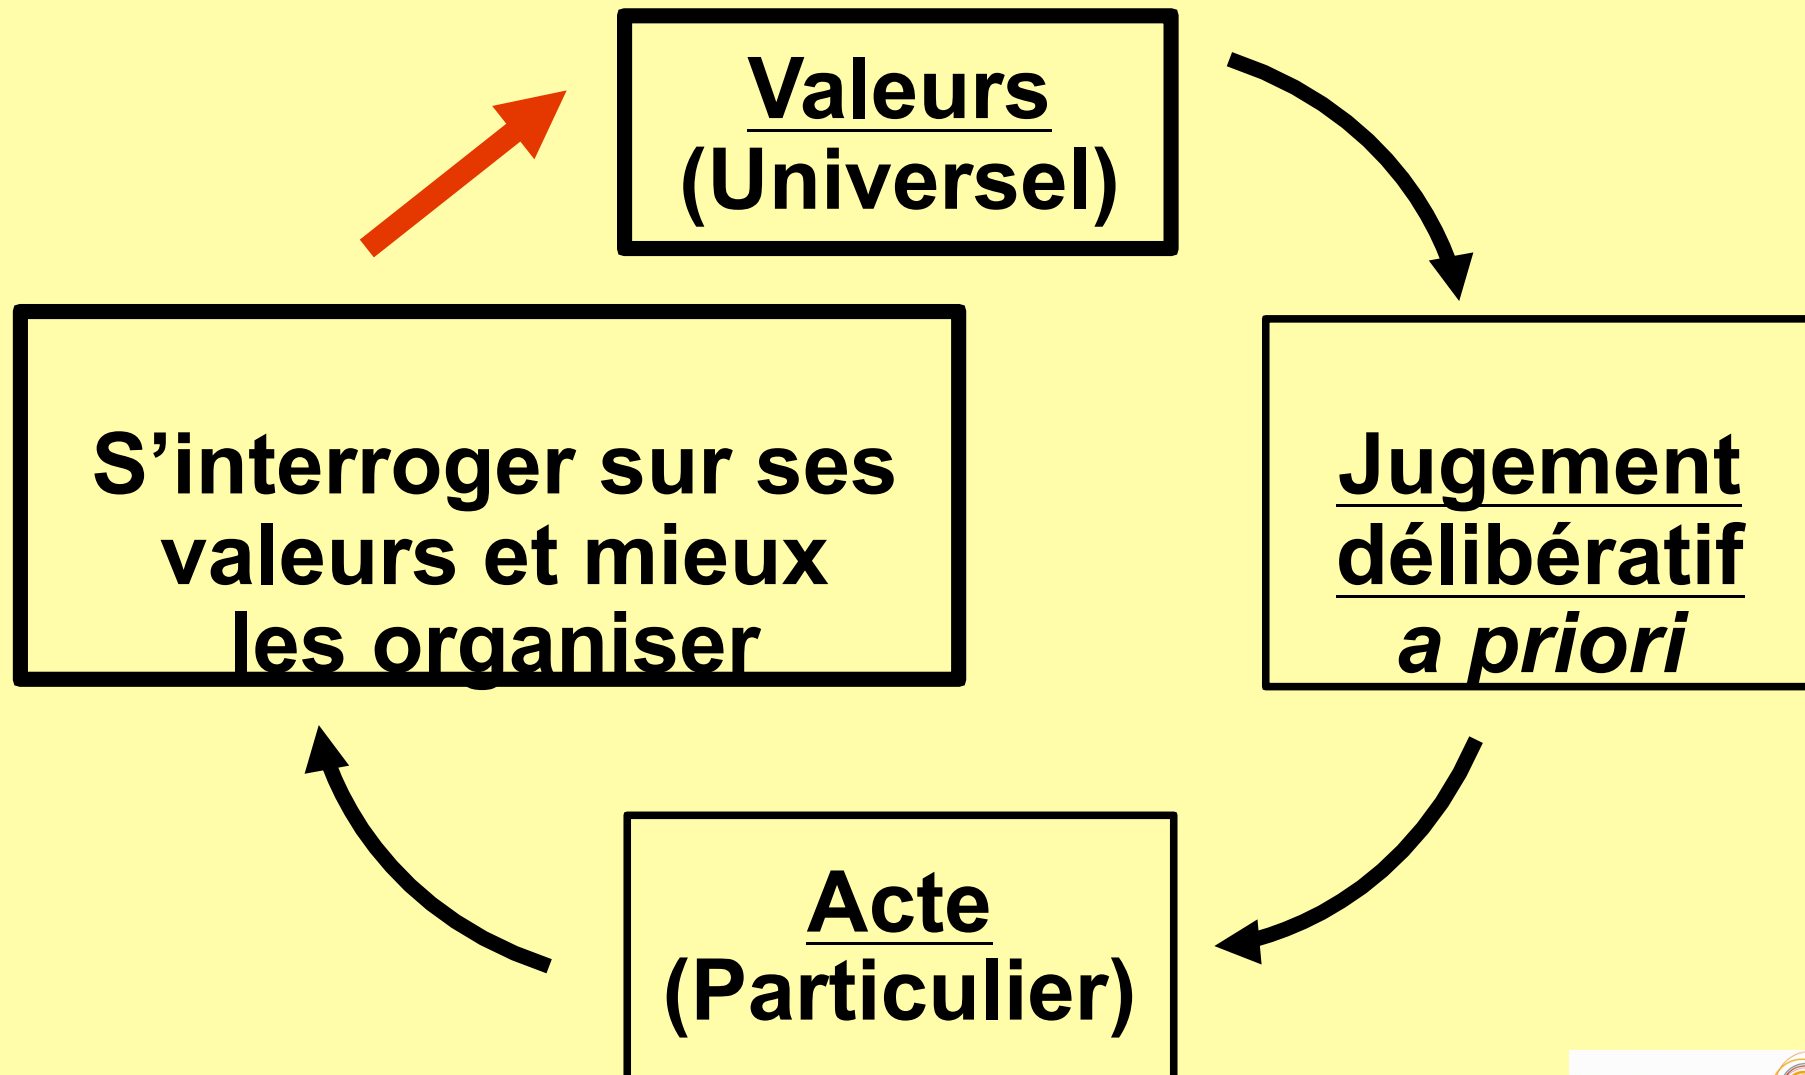 Valeurs
(Universel)
S’interroger sur ses
valeurs et mieux
les organiser
Jugement
délibératif
a priori
Acte
(Particulier)